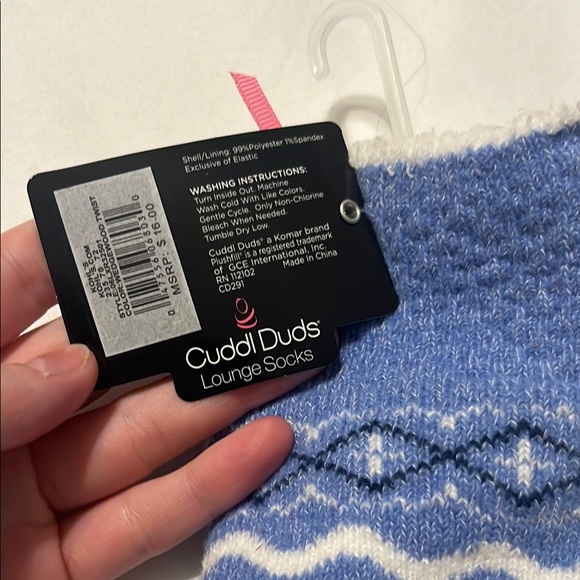 Shell/Lining: 99%Polyester 1%Spandex
Exclusive of Elastic
WASHING INSTRUCTIONS:
Turn Inside Out. Machine
Wash Cold With Like Colors.
Gentle Cycle. Only Non-Chlorine
Bleach When Needed.
Tumble Dry Low.
Cuddl Duds® a Komar brand
Plushfill® is a registered trademark
of GCE International, Inc.
RN 112102 Made in China
CD291
Cuddl Duds®
Lounge Socks
KOHL'S
MSRP: $ 16.00